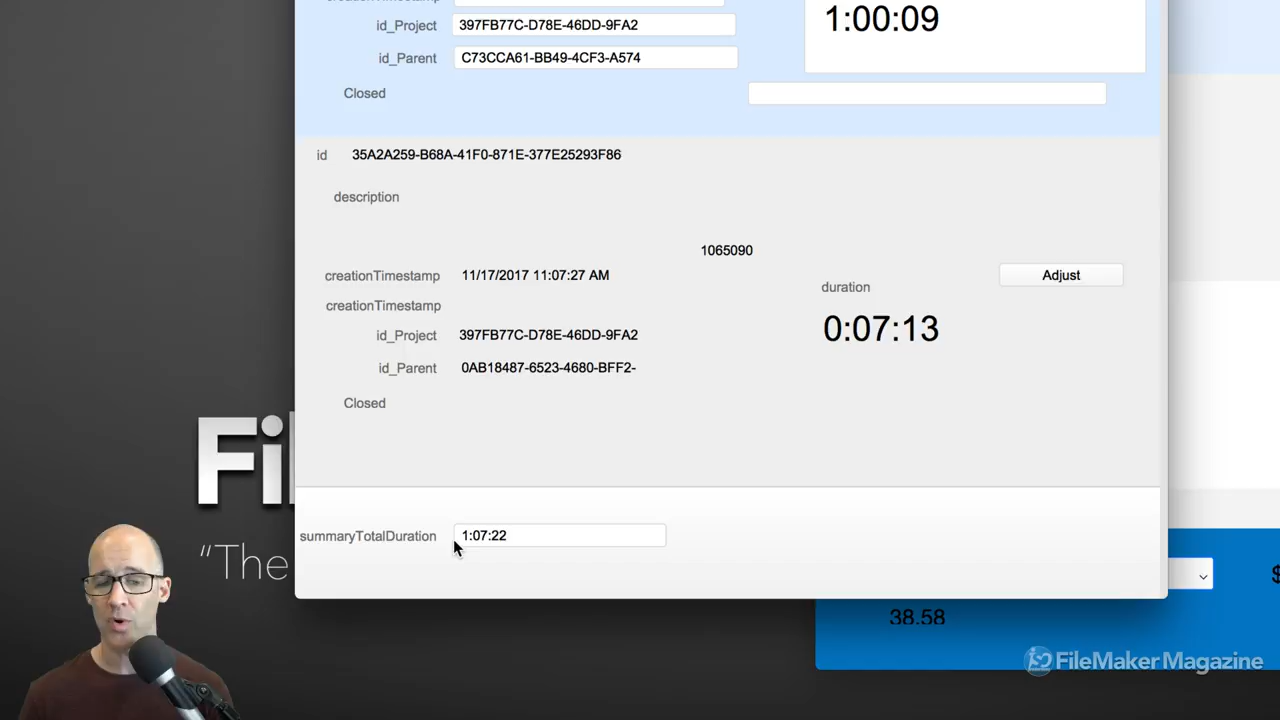 id_Project 397FB77C-D78E-46DD-9FA2
1:00:09
id_Parent C73CCA61-BB49-4CF3-A574
Closed
id 35A2A259-B68A-41F0-871E-377E25293F86
description
1065090
creationTimestamp 11/17/2017 11:07:27 AM
Adjust
duration
creationTimestamp
id_Project 397FB77C-D78E-46DD-9FA2
0:07:13
id_Parent 0AB18487-6523-4680-BFF2-
Closed
summaryTotalDuration 1:07:22
“The
38.58
FileMaker Magazine